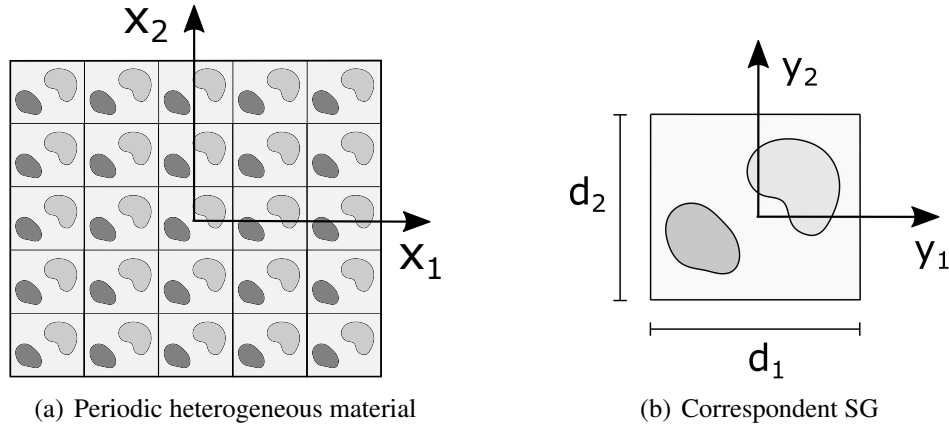 x₂
x₁
(a) Periodic heterogeneous material
y₂
d₂
y₁
d₁
(b) Correspondent SG